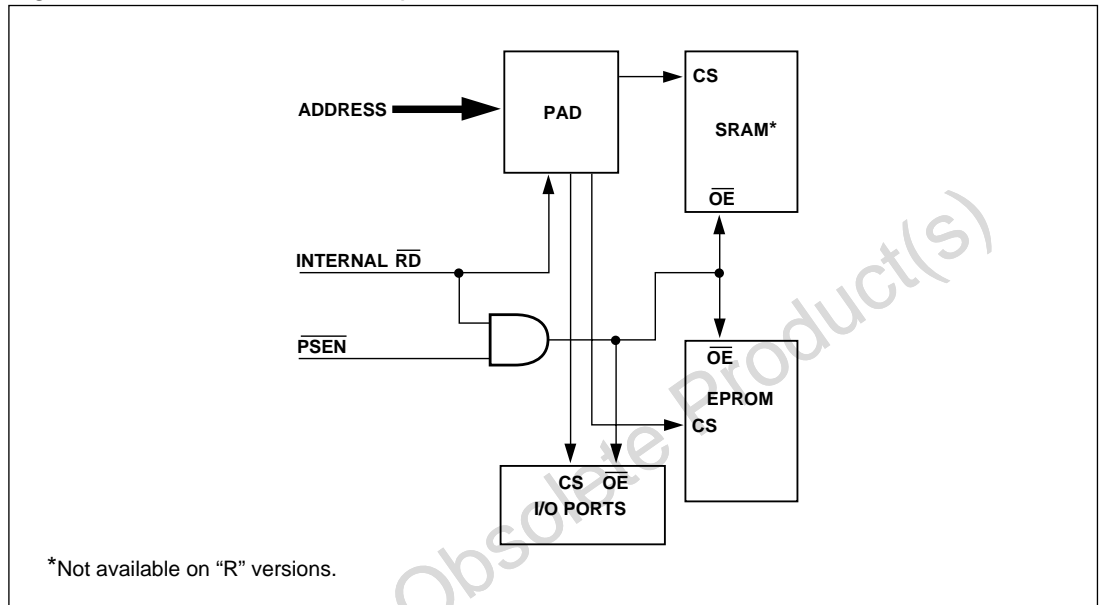 CS
ADDRESS
PAD
SRAM*
OE
INTERNAL RD
PSEN
OE
EPROM
CS
CS OE
I/O PORTS
*Not available on “R” versions.
Obsolete Product(s)